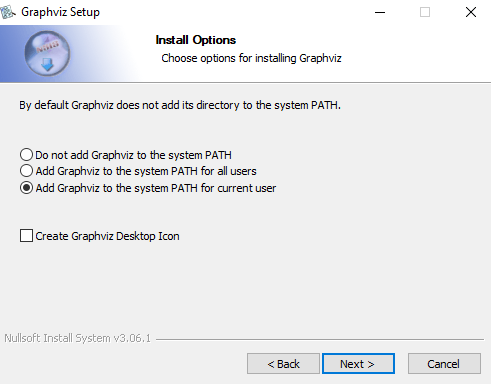 Graphviz Setup
Install Options
Choose options for installing Graphviz
By default Graphviz does not add its directory to the system PATH.
Do not add Graphviz to the system PATH
Add Graphviz to the system PATH for all users
Add Graphviz to the system PATH for current user
Create Graphviz Desktop Icon
Nullsoft Install System v3.06.1
< Back Next > Cancel